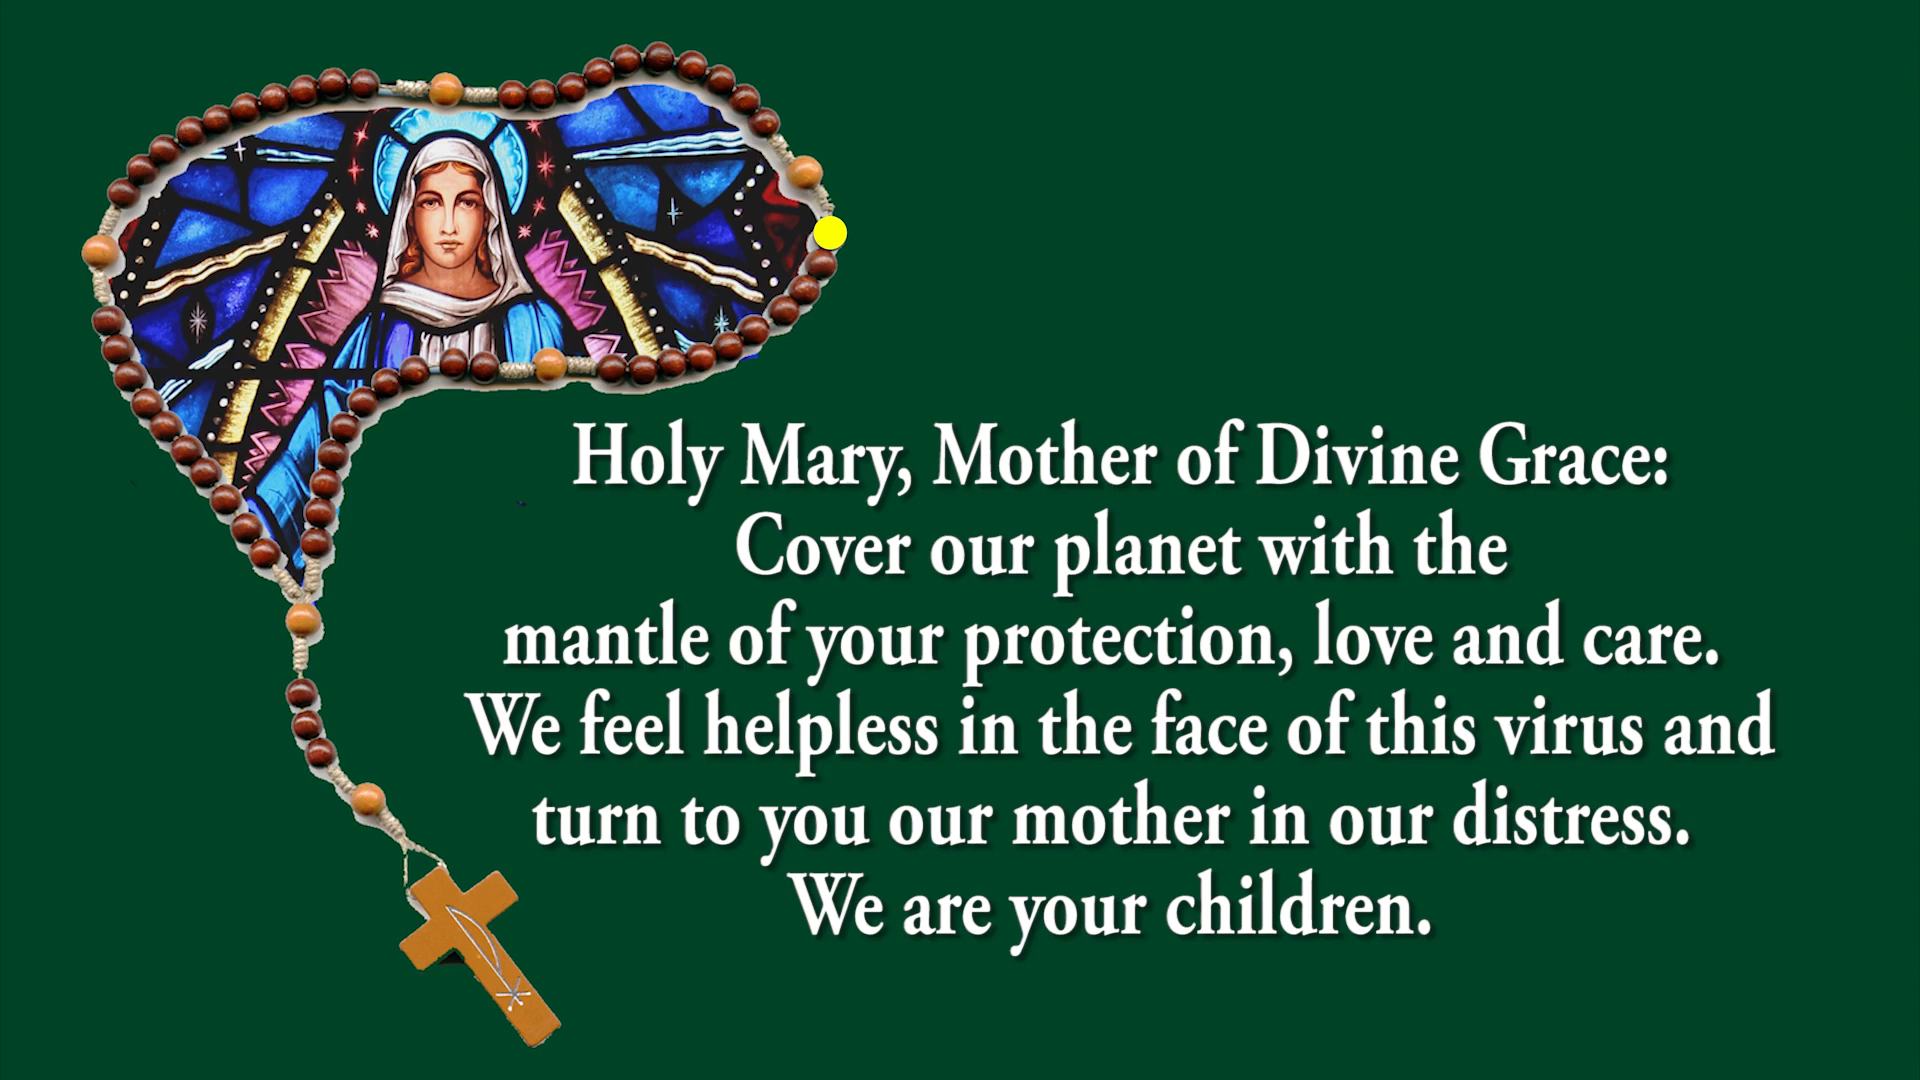 Holy Mary, Mother of Divine Grace:
Cover our planet with the
mantle of your protection, love and care.
We feel helpless in the face of this virus and
turn to you our mother in our distress.
We are your children.